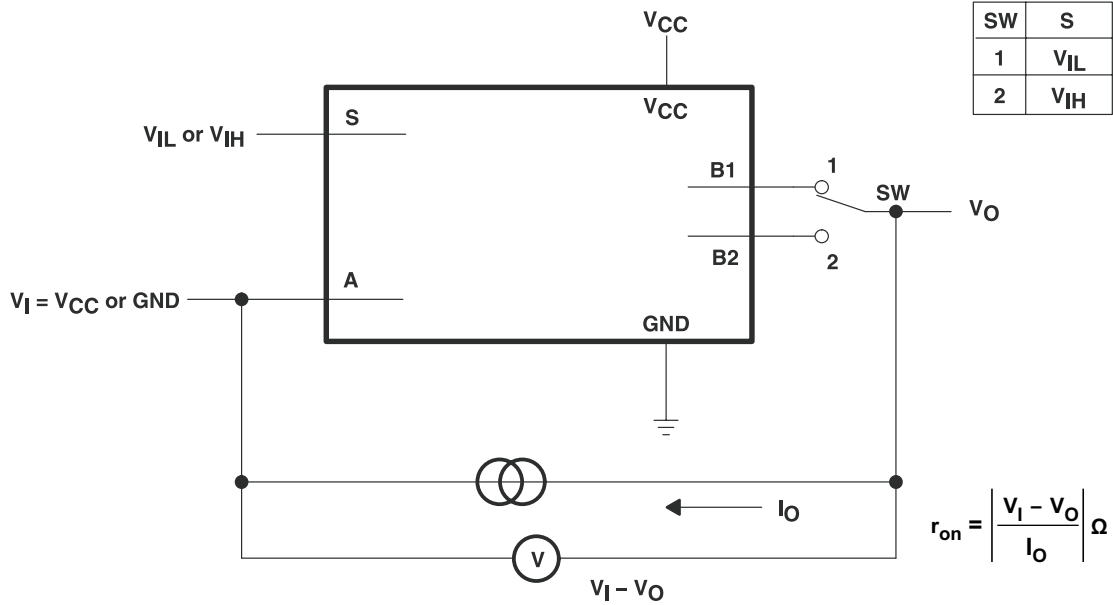 VCC
SW S
1 VIL
2 VIH
VCC
S
VIL or VIH
B1
1
SW
VO
B2
2
A
VI = VCC or GND
GND
IO
ron = |VI – VO / IO| Ω
V
VI – VO